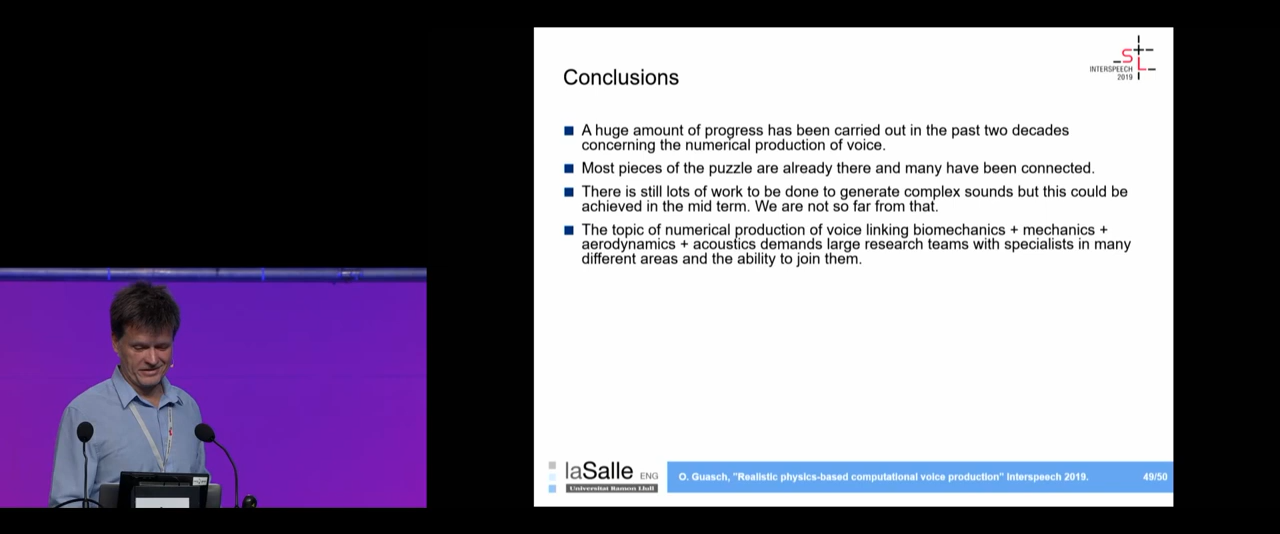 INTERSPEECH
2019
Conclusions
A huge amount of progress has been carried out in the past two decades
concerning the numerical production of voice.
Most pieces of the puzzle are already there and many have been connected.
There is still lots of work to be done to generate complex sounds but this could be
achieved in the mid term. We are not so far from that.
The topic of numerical production of voice linking biomechanics + mechanics +
aerodynamics + acoustics demands large research teams with specialists in many
different areas and the ability to join them.
laSalle ENG
Universitat Ramon Llull
O. Guasch, "Realistic physics-based computational voice production" Interspeech 2019.
49/50